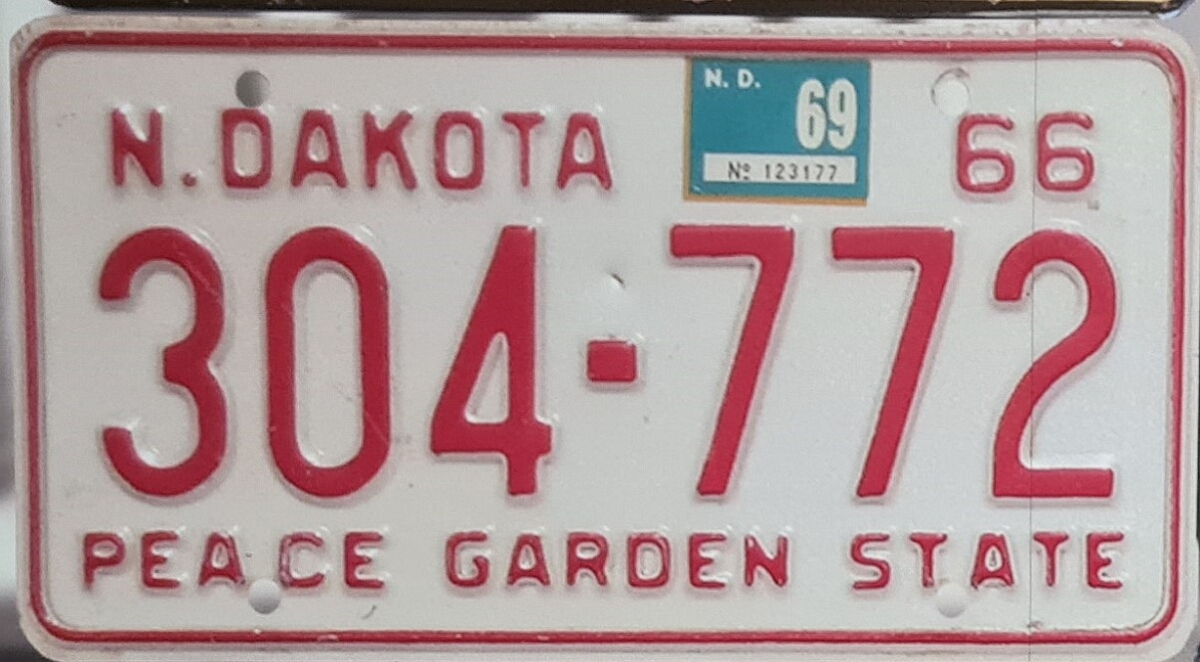 N.DAKOTA 66
N. D.
69
Nº 123177
304-772
PEACE GARDEN STATE